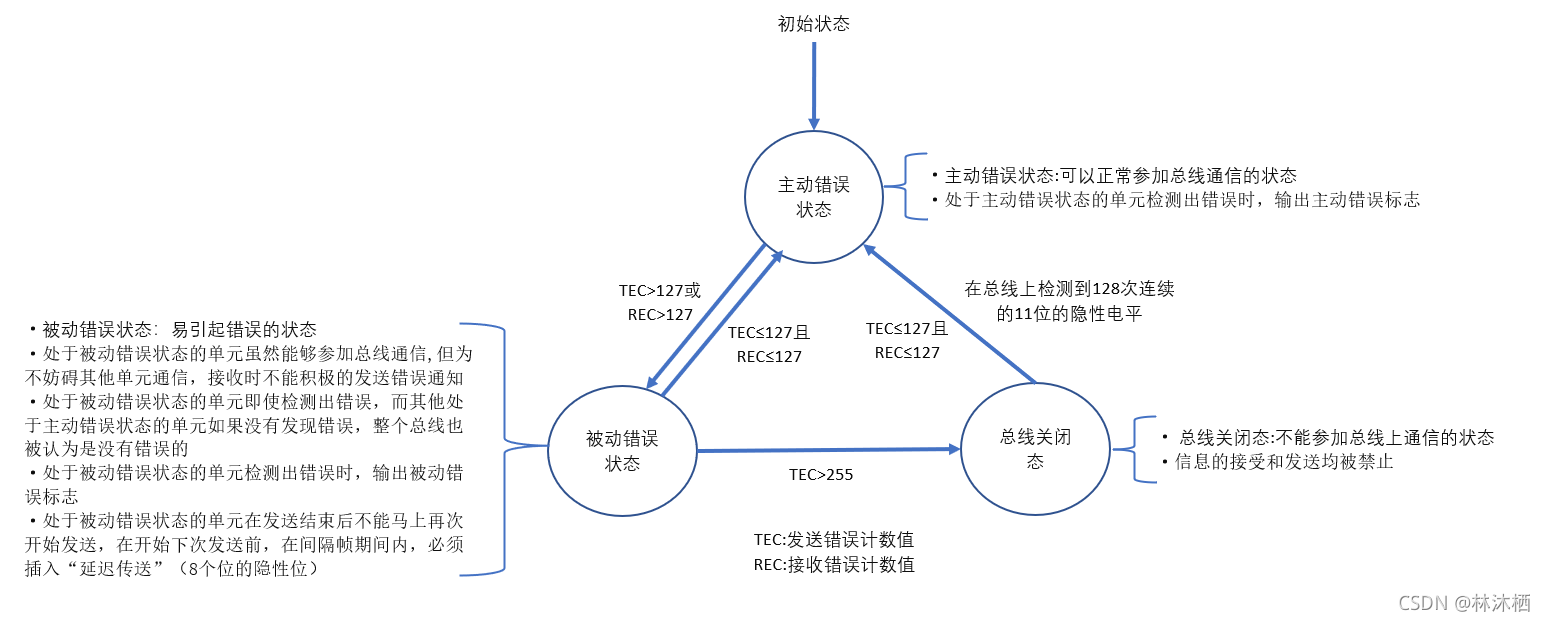 初始状态
主动错误
状态
・主动错误状态:可以正常参加总线通信的状态
・处于主动错误状态的单元检测出错误时，输出主动错误标志
TEC>127或
REC>127
TEC≤127且
REC≤127
TEC≤127且
REC≤127
在总线上检测到128次连续
的11位的隐性电平
・被动错误状态：易引起错误的状态
・处于被动错误状态的单元虽然能够参加总线通信,但为
不妨碍其他单元通信，接收时不能积极的发送错误通知
・处于被动错误状态的单元即使检测出错误，而其他处
于主动错误状态的单元如果没有发现错误，整个总线也
被认为是没有错误的
・处于被动错误状态的单元检测出错误时，输出被动错
误标志
・处于被动错误状态的单元在发送结束后不能马上再次
开始发送，在开始下次发送前，在间隔帧期间内，必须
插入“延迟传送”（8个位的隐性位）
被动错误
状态
TEC>255
总线关闭
态
・ 总线关闭态:不能参加总线上通信的状态
・信息的接受和发送均被禁止
TEC:发送错误计数值
REC:接收错误计数值
CSDN @林沐栖